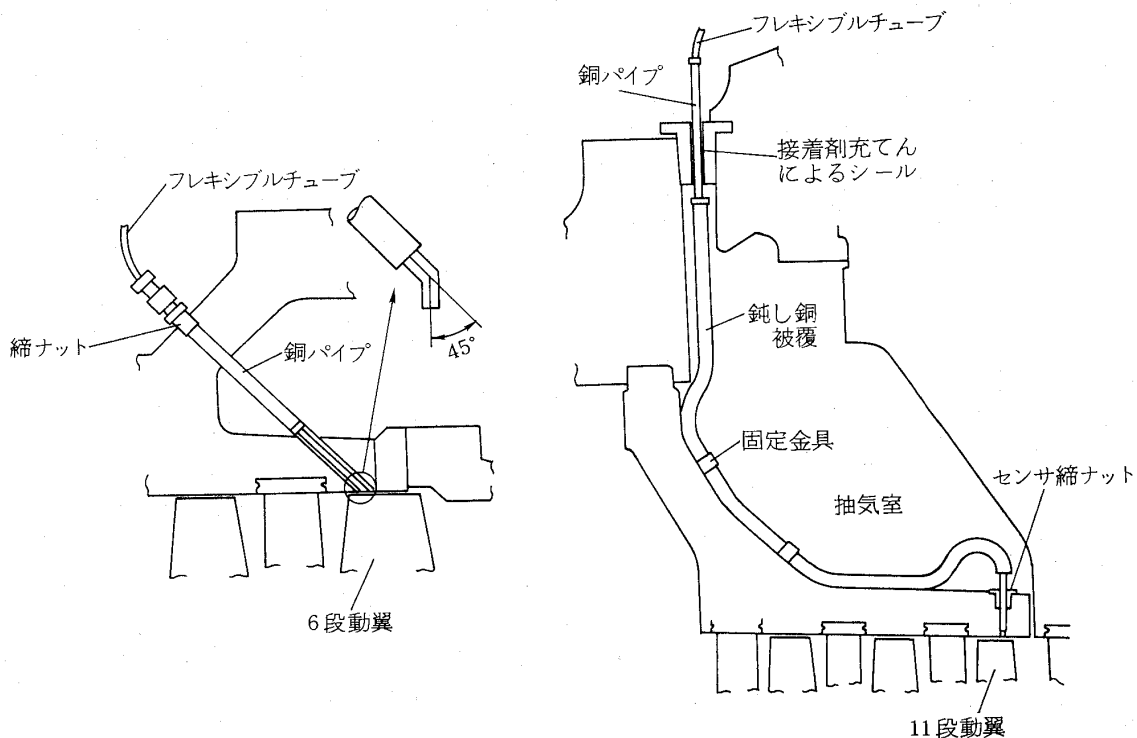 フレキシブルチューブ
締ナット
銅パイプ
45°
6段動翼
フレキシブルチューブ
銅パイプ
接着剤充てん
によるシール
鈍し銅
被覆
固定金具
センサ締ナット
抽気室
11段動翼